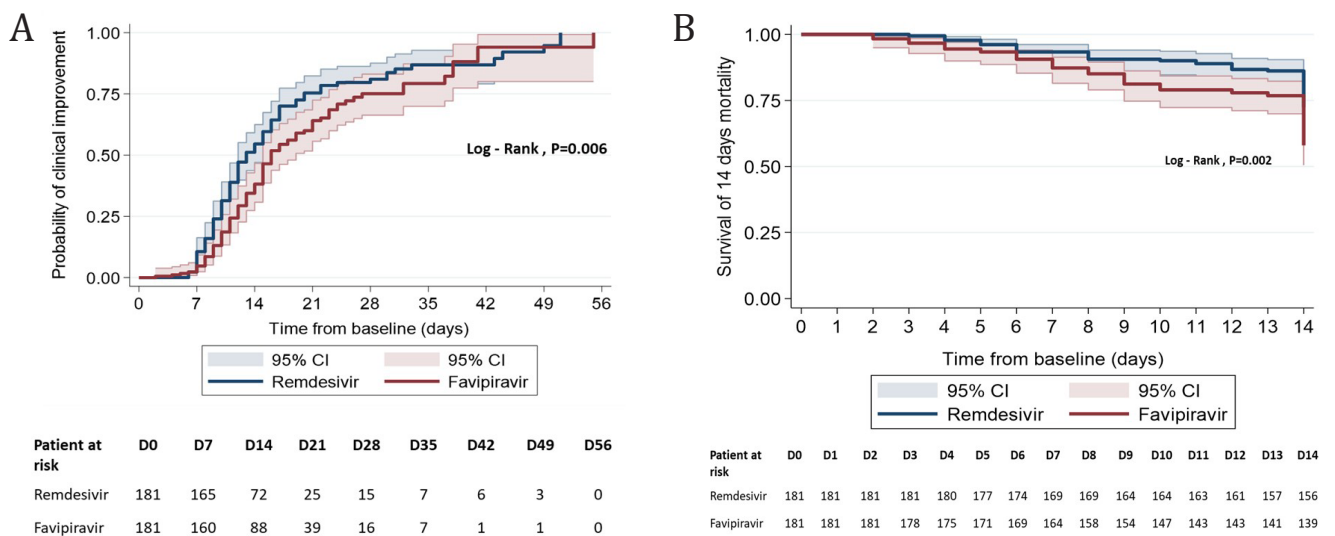 A
Probability of clinical improvement
1.00
0.75
0.50
0.25
0.00
Log - Rank , P=0.006
0 7 14 21 28 35 42 49 56
Time from baseline (days)
95% CI 95% CI
Remdesivir Favipiravir
Patient at risk D0 D7 D14 D21 D28 D35 D42 D49 D56
Remdesivir 181 165 72 25 15 7 6 3 0
Favipiravir 181 160 88 39 16 7 1 1 0
B
Survival of 14 days mortality
1.00
0.75
0.50
0.25
0.00
Log - Rank , P=0.002
0 1 2 3 4 5 6 7 8 9 10 11 12 13 14
Time from baseline (days)
95% CI 95% CI
Remdesivir Favipiravir
Patient at risk D0 D1 D2 D3 D4 D5 D6 D7 D8 D9 D10 D11 D12 D13 D14
Remdesivir 181 181 181 181 180 177 174 169 169 164 164 163 161 157 156
Favipiravir 181 181 181 178 175 171 169 164 158 154 147 143 143 141 139